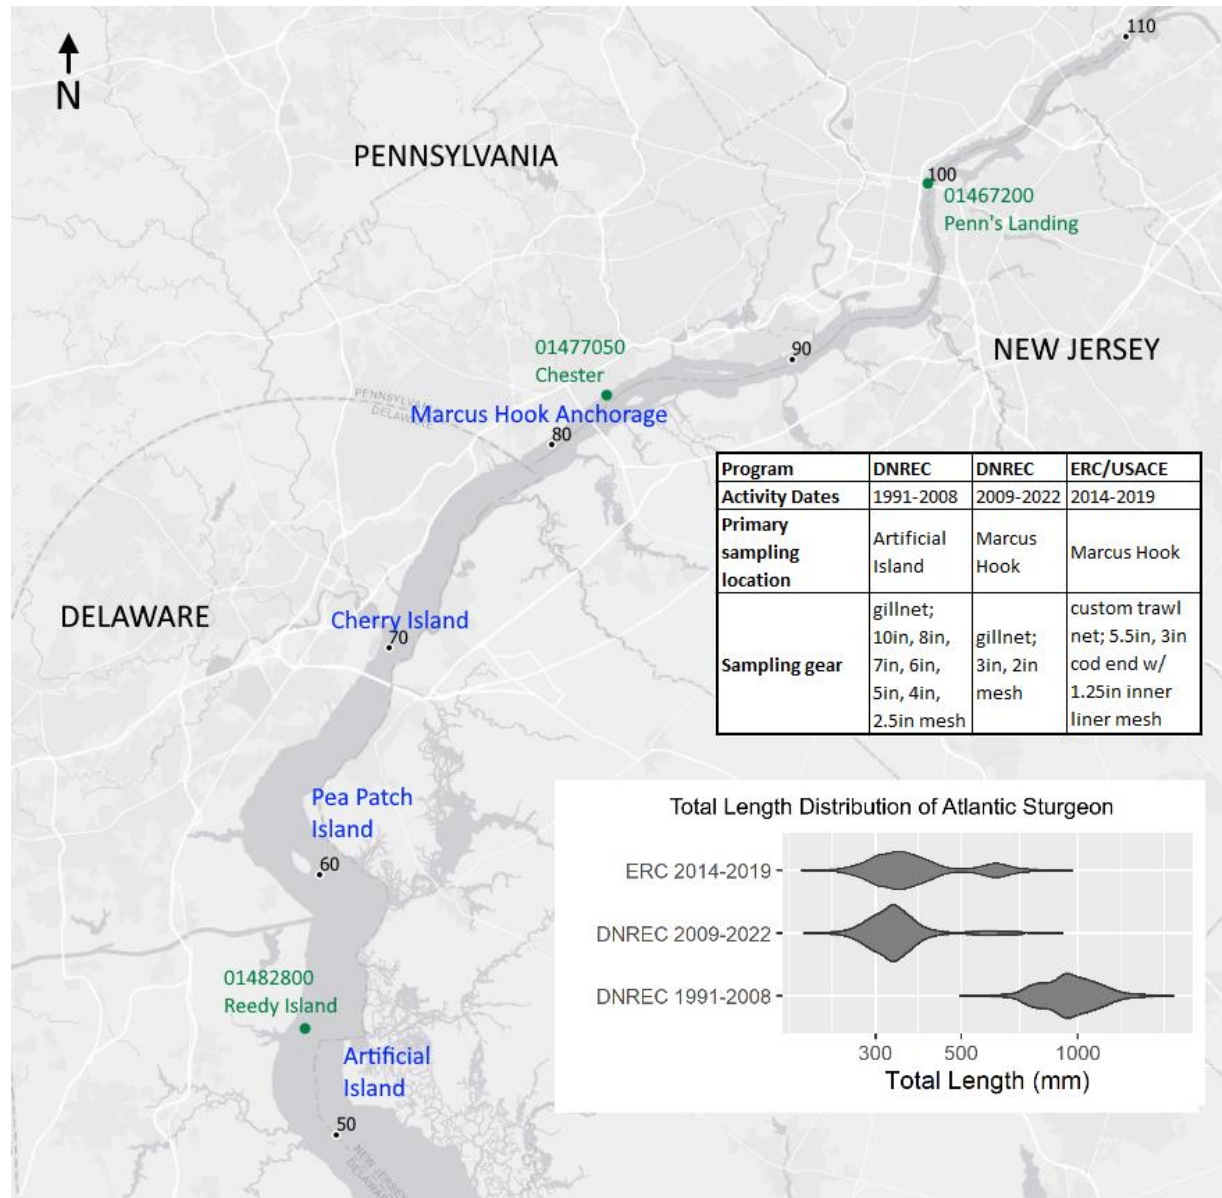 110
N
PENNSYLVANIA
100
01467200
Penn's Landing
01477050
Chester
90
NEW JERSEY
PENNSYLVANIA
DELAWARE
Marcus Hook Anchorage
80
Program DNREC DNREC ERC/USACE
Activity Dates 1991-2008 2009-2022 2014-2019
Primary
sampling
location
Artificial
Island
Marcus
Hook
Marcus Hook
Sampling gear
gillnet;
10in, 8in,
7in, 6in,
5in, 4in,
2.5in mesh
gillnet;
3in, 2in
mesh
custom trawl
net; 5.5in, 3in
cod end w/
1.25in inner
liner mesh
DELAWARE
Cherry Island
70
Pea Patch
Island
60
Total Length Distribution of Atlantic Sturgeon
ERC 2014-2019
DNREC 2009-2022
DNREC 1991-2008
300 500 1000
Total Length (mm)
01482800
Reedy Island
Artificial
Island
50
NEW JERSEY
DELAWARE